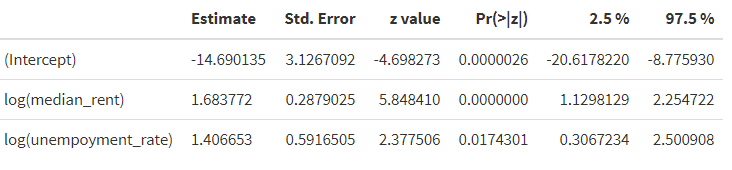 Estimate Std. Error z value Pr(>|z|) 2.5 % 97.5 %
(Intercept) -14.690135 3.1267092 -4.698273 0.0000026 -20.6178220 -8.775930
log(median_rent) 1.683772 0.2879025 5.848410 0.0000000 1.1298129 2.254722
log(unempoyment_rate) 1.406653 0.5916505 2.377506 0.0174301 0.3067234 2.500908